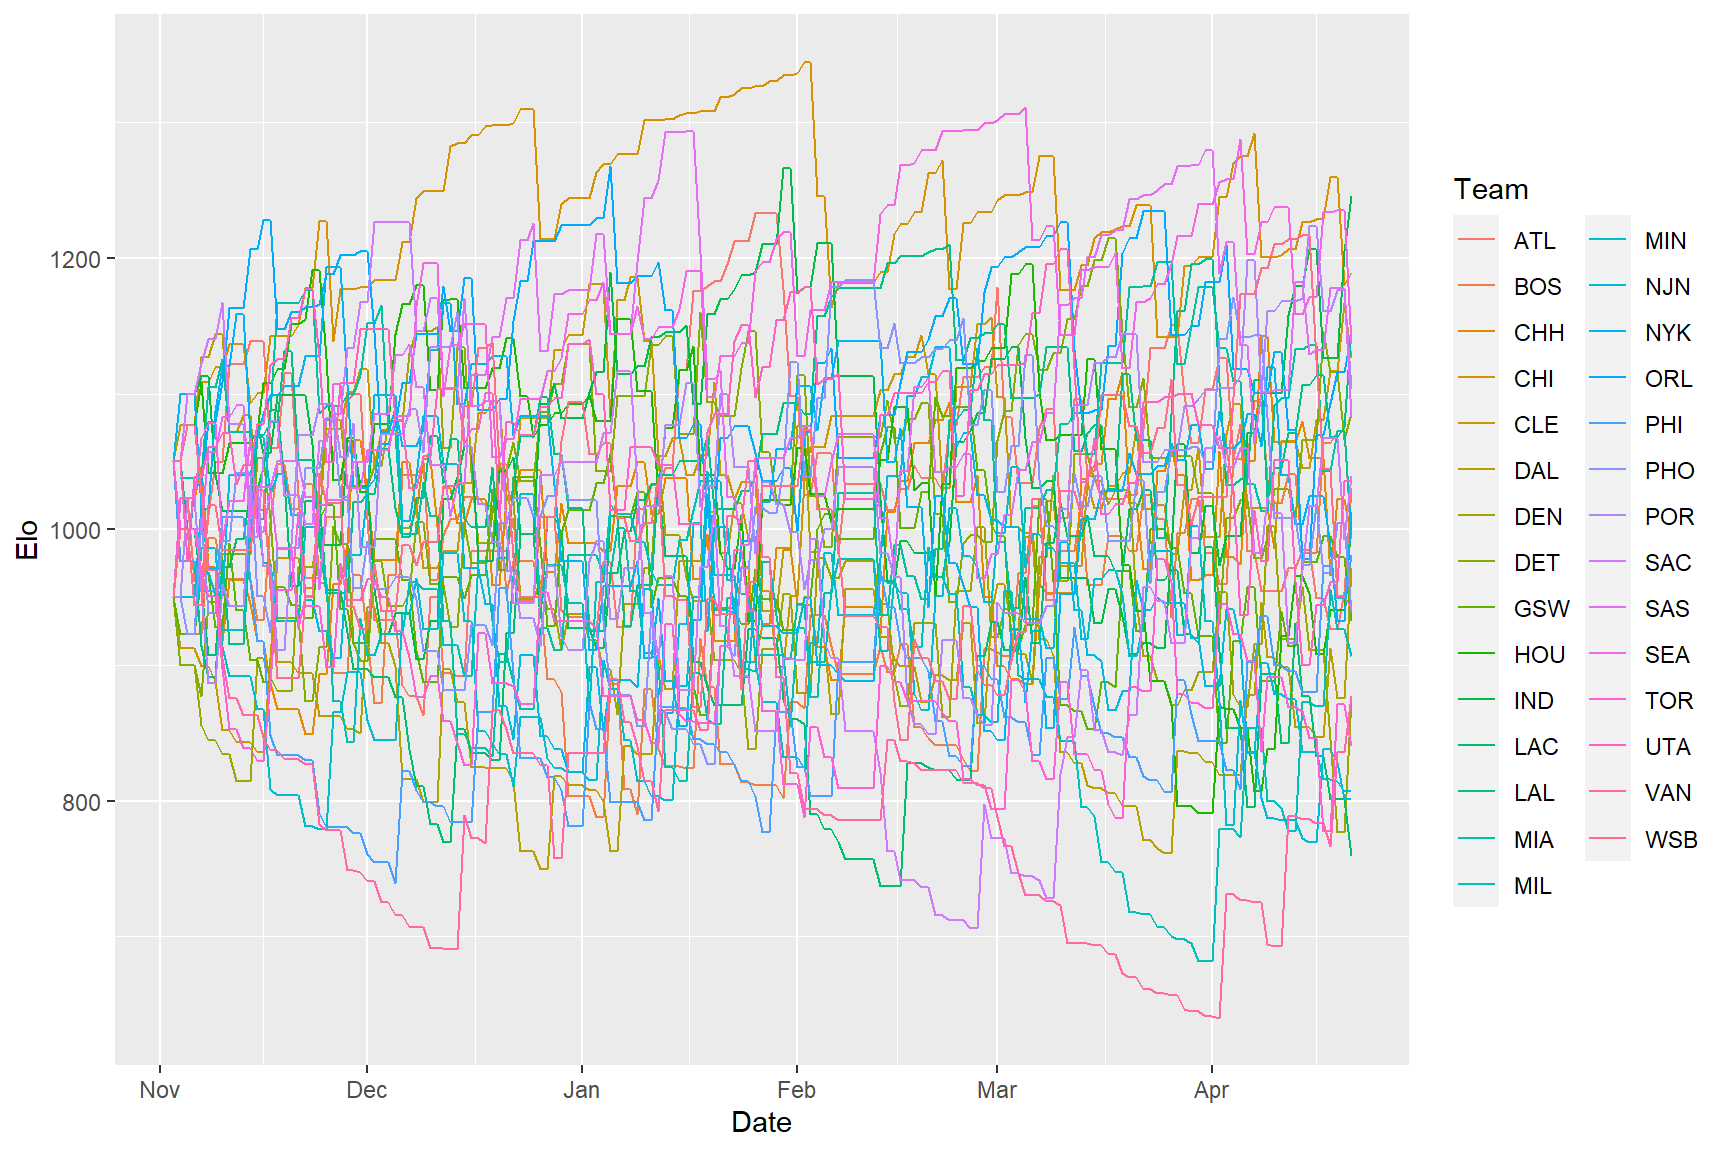 1200
1000
800
Elo
Nov Dec Jan Feb Mar Apr
Date
Team
ATL
BOS
CHH
CHI
CLE
DAL
DEN
DET
GSW
HOU
IND
LAC
LAL
MIA
MIL
MIN
NJN
NYK
ORL
PHI
PHO
POR
SAC
SAS
SEA
TOR
UTA
VAN
WSB